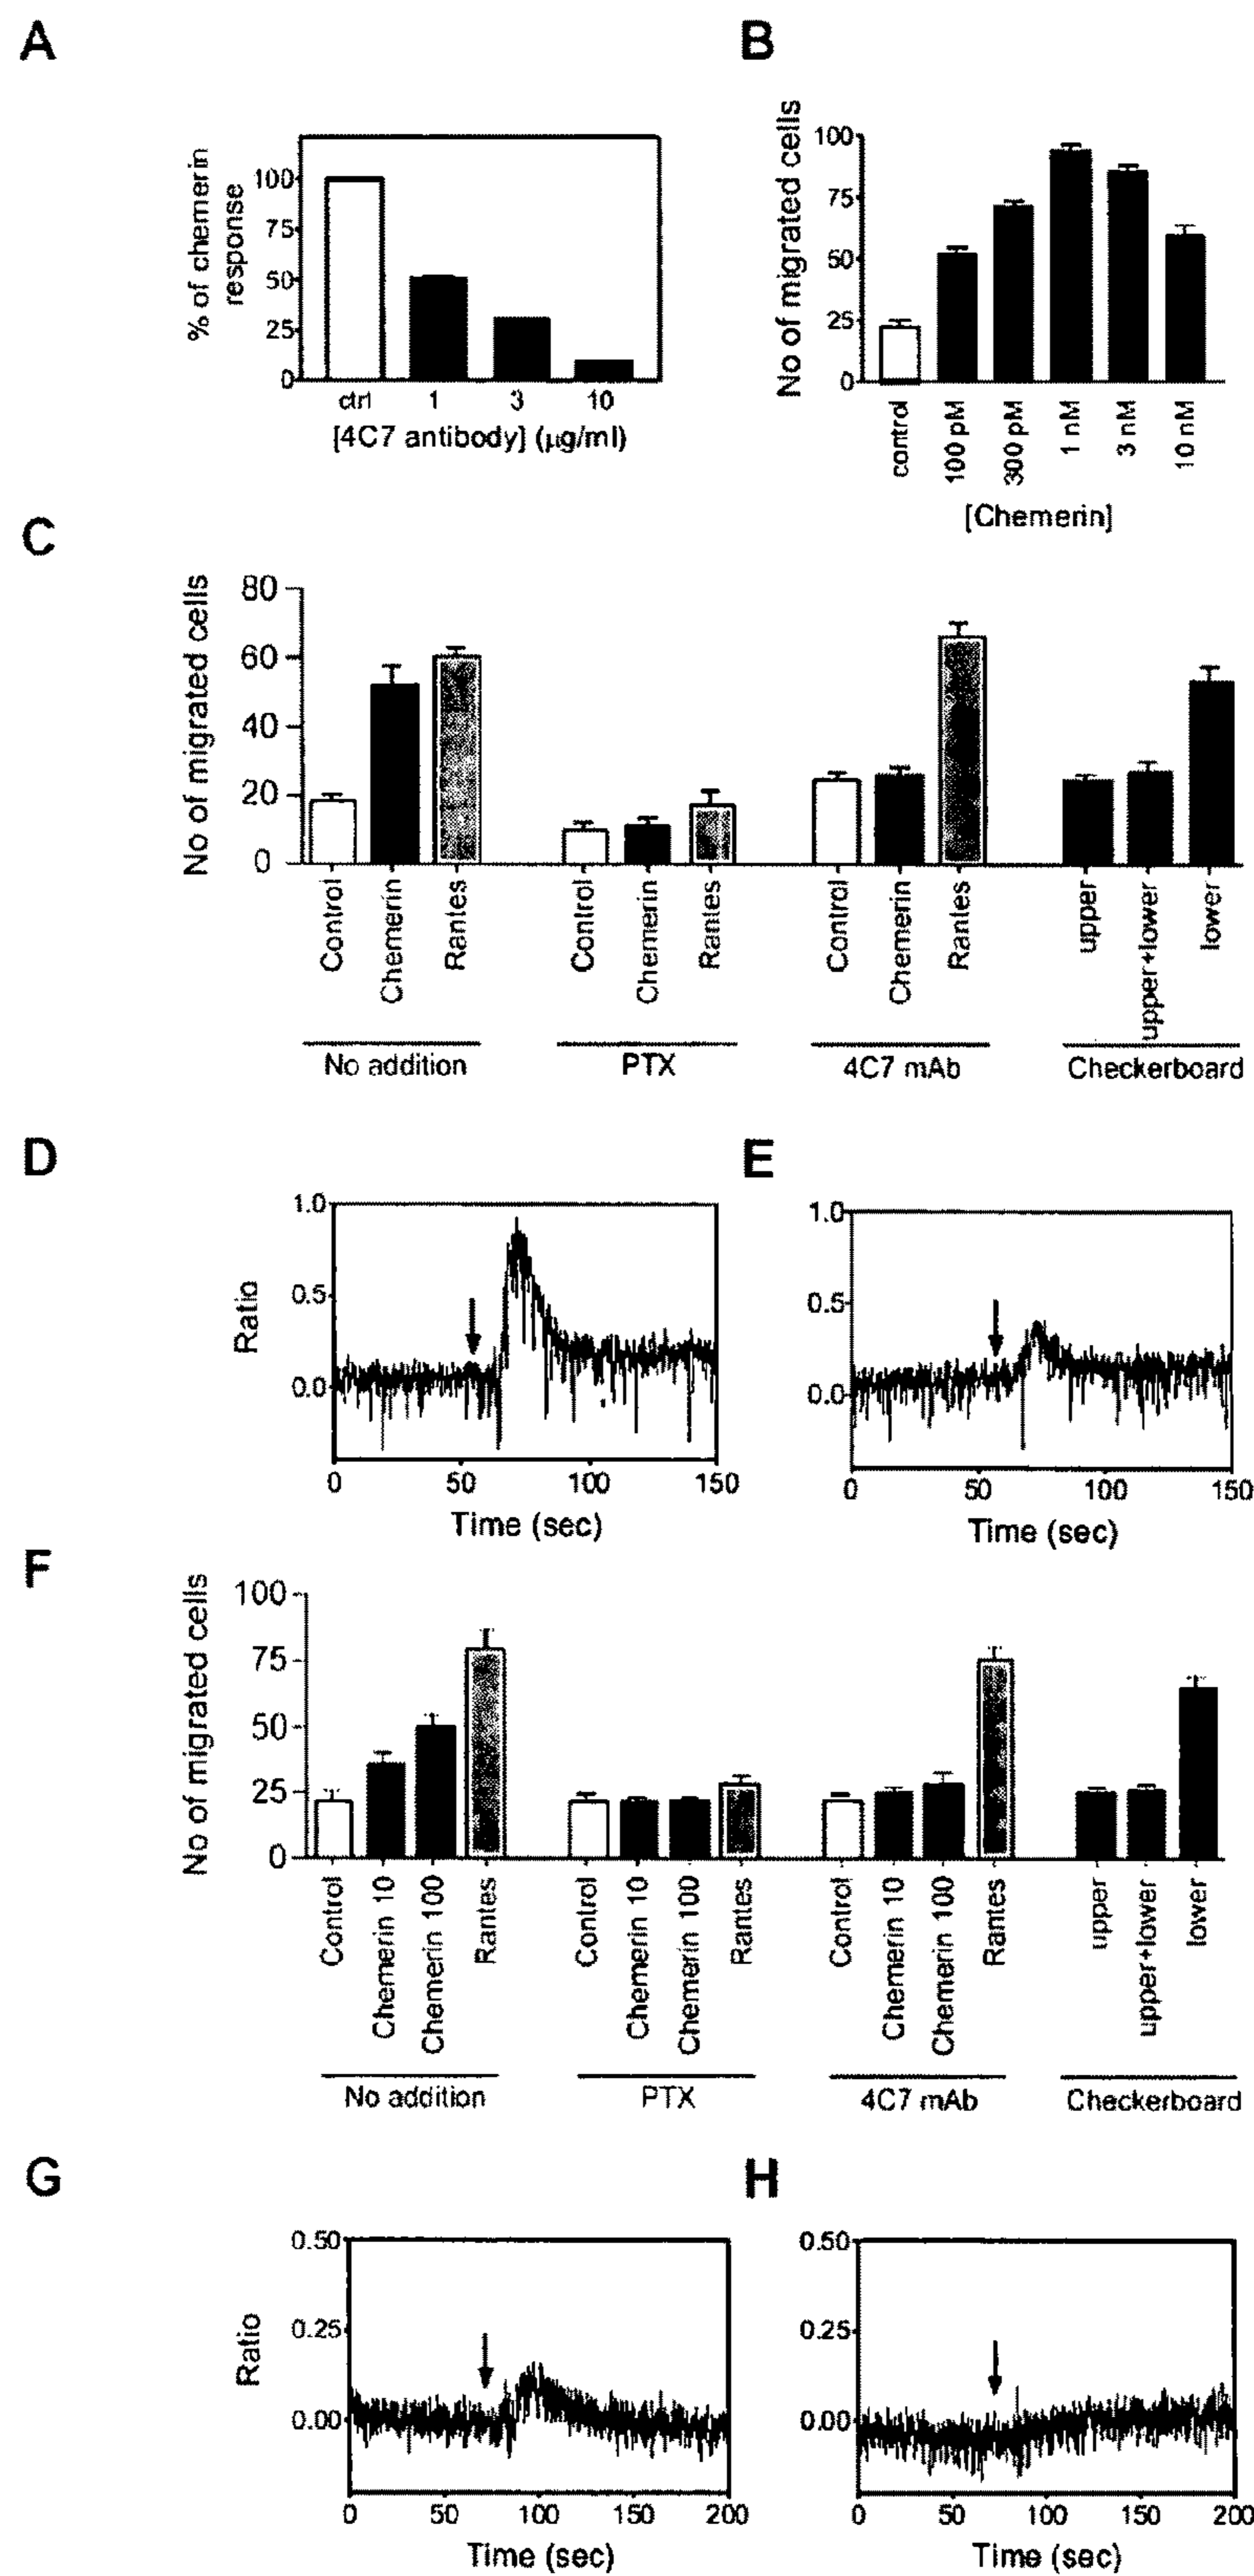 A
B
% of chemerin
response
100
75
50
25
0
ctrl
1
3
10
[4C7 antibody] (µg/ml)
No of migrated cells
100
75
50
25
0
control
100 pM
300 pM
1 nM
3 nM
10 nM
[Chemerin]
C
No of migrated cells
80
60
40
20
0
Control
Chemerin
Rantes
Control
Chemerin
Rantes
Control
Chemerin
Rantes
upper
upper+lower
lower
No addition
PTX
4C7 mAb
Checkerboard
D
E
Ratio
1.0
0.5
0.0
0
50
100
150
Time (sec)
1.0
0.5
0.0
0
50
100
150
Time (sec)
F
No of migrated cells
100
75
50
25
0
Control
Chemerin 10
Chemerin 100
Rantes
Control
Chemerin 10
Chemerin 100
Rantes
Control
Chemerin 10
Chemerin 100
Rantes
upper
upper+lower
lower
No addition
PTX
4C7 mAb
Checkerboard
G
H
Ratio
0.50
0.25
0.00
0
50
100
150
200
Time (sec)
0.50
0.25
0.00
0
50
100
150
200
Time (sec)